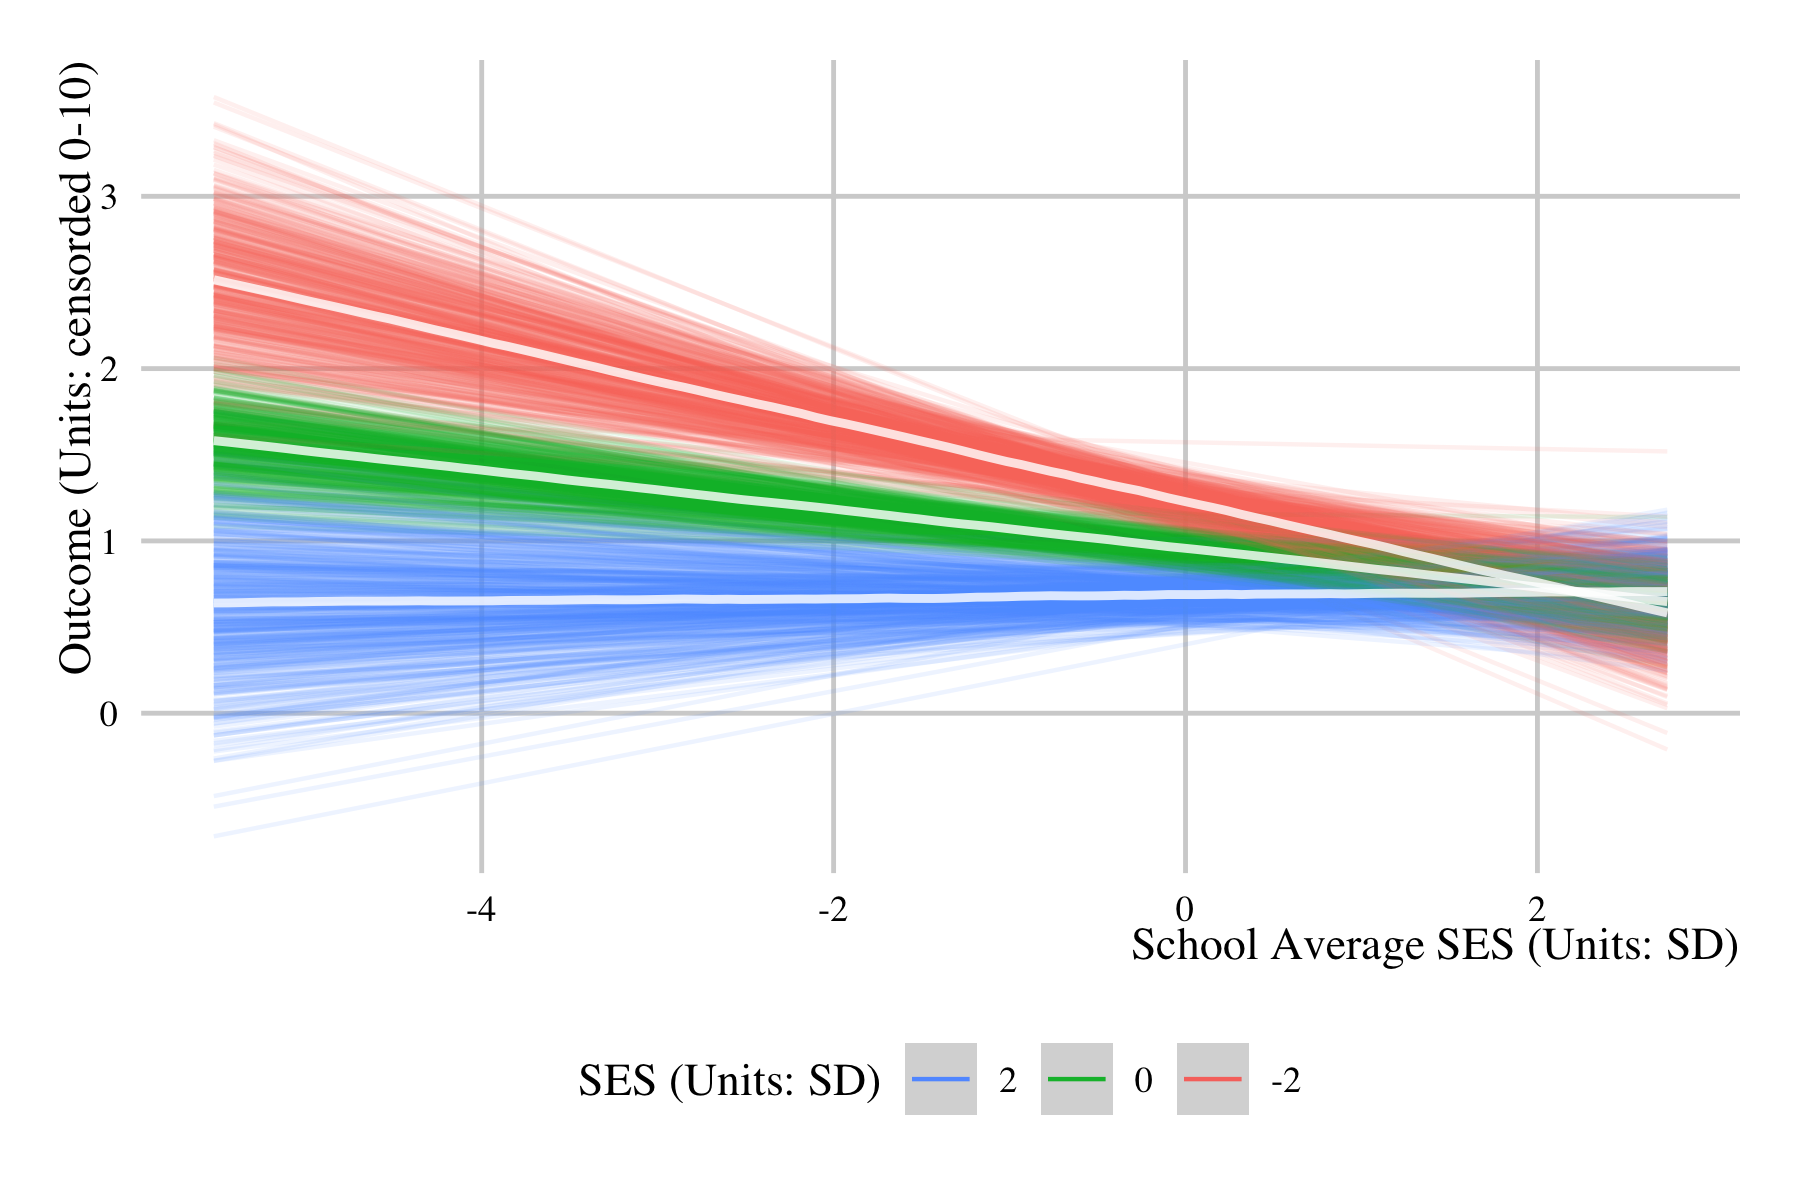 Outcome (Units: censorded 0-10)
3
2
1
0
-4 -2 0 2
School Average SES (Units: SD)
SES (Units: SD) 2 0 -2